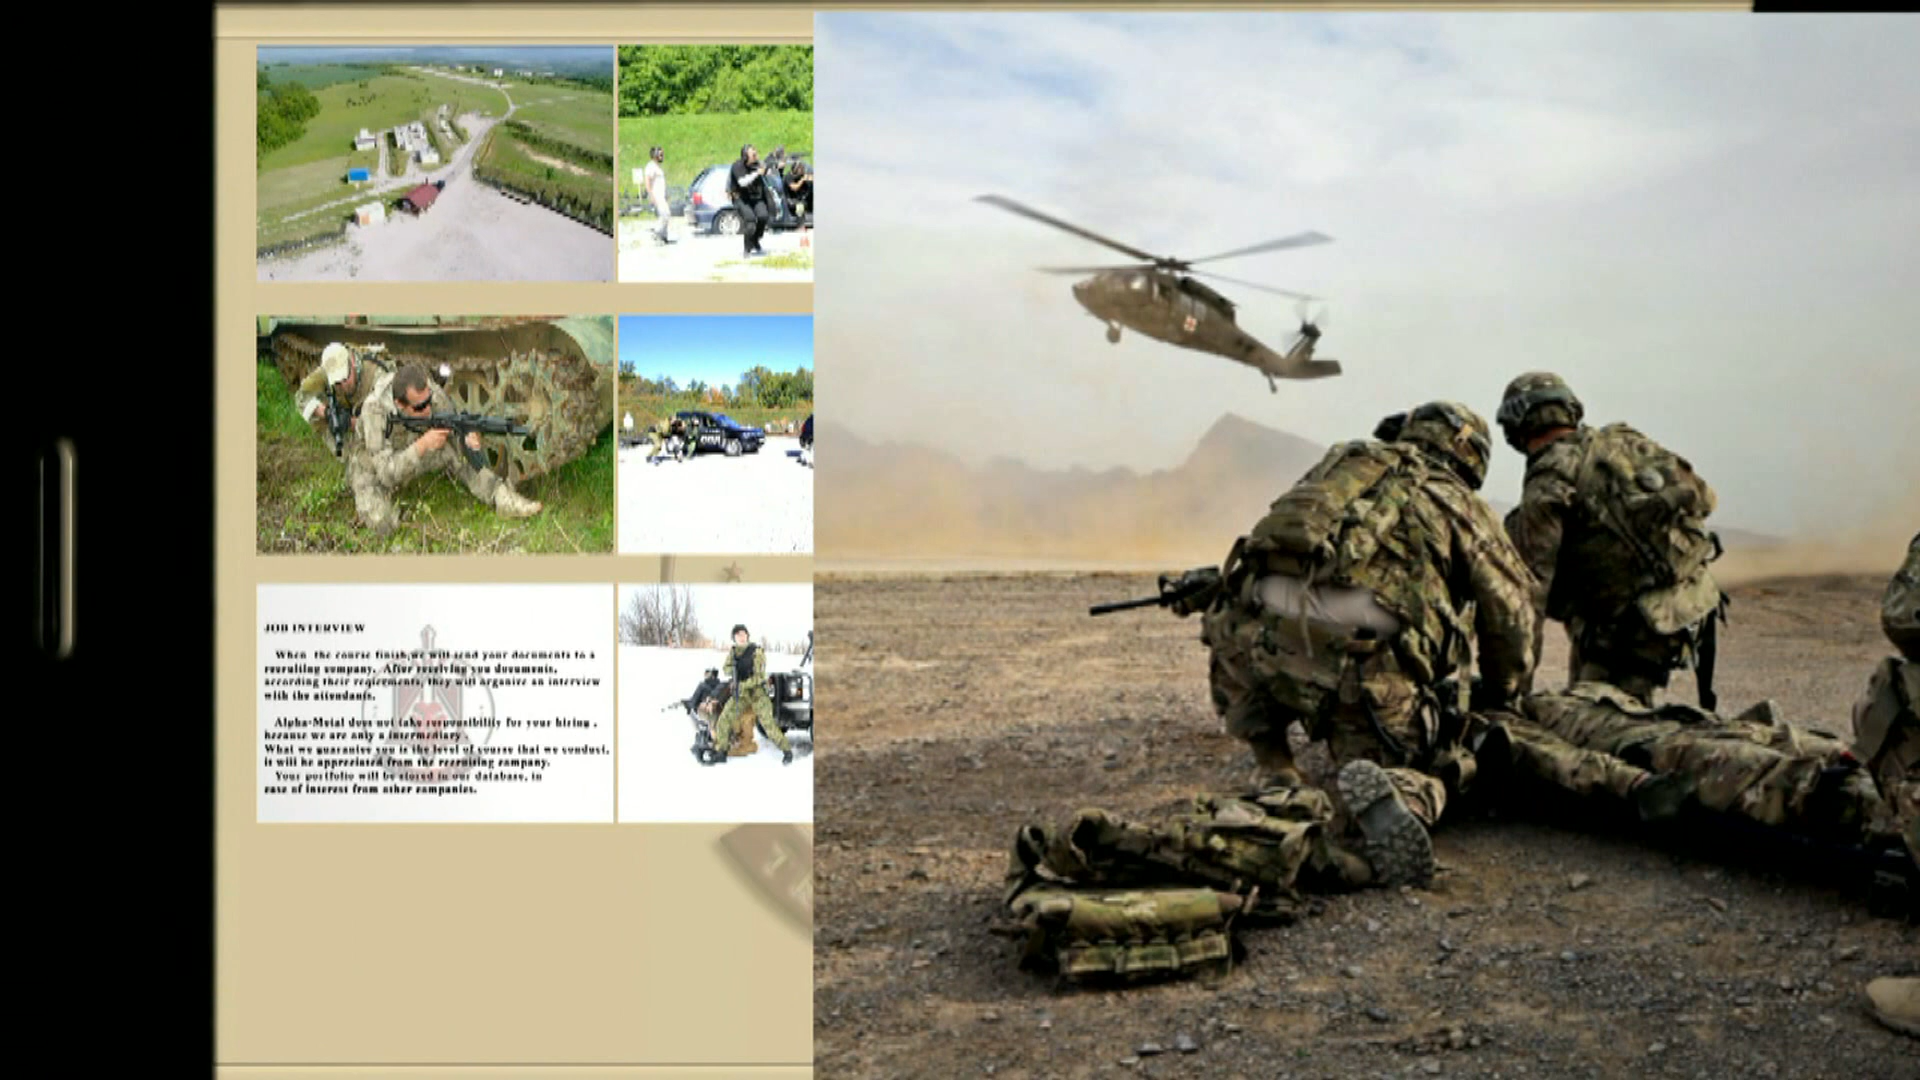 JOB INTERVIEW
When the course finish,we will send your documents to a
recruiting company. After receiving you documents,
according their reqierments, they will organize an interview
with the attendants.
Alpha-Metal does not take responsibility for your hiring ,
because we are only a intermediary .
What we guarantee you is the level of course that we conduct,
it will be appreciated from the recruiting company.
Your portfolio will be stored in our database, in
case of interest from other companies.